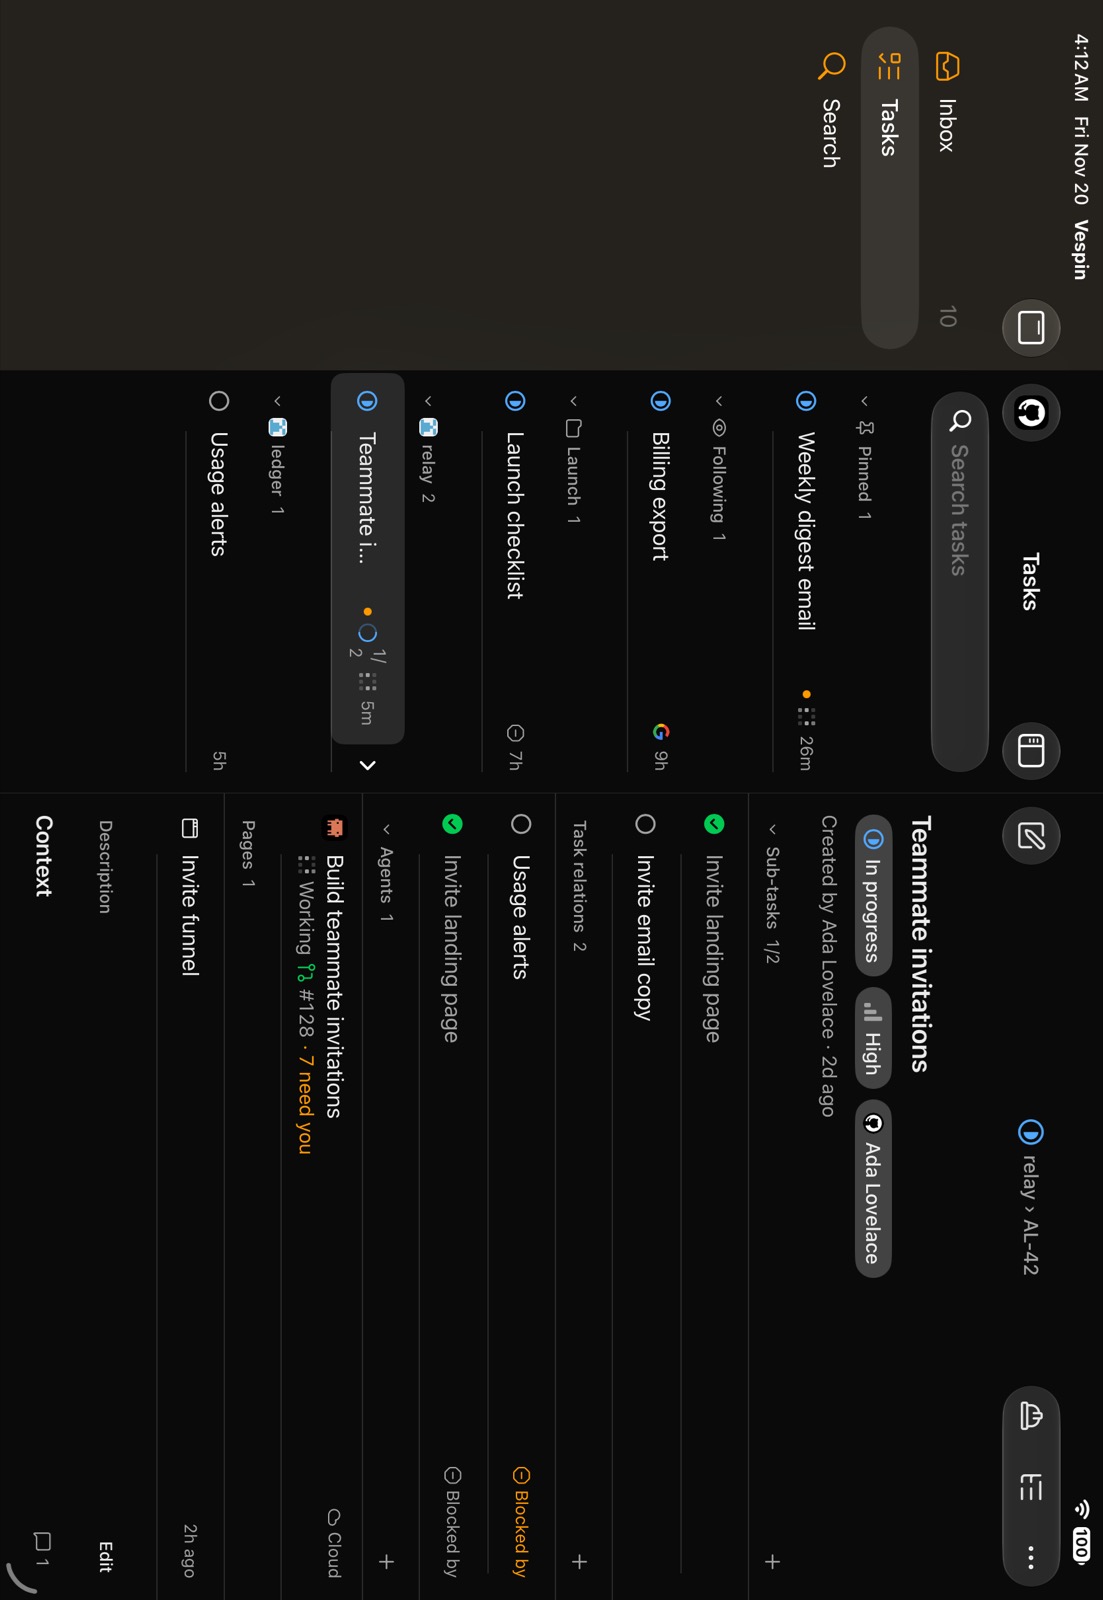 4:12 AM Fri Nov 20 Vespin
100
Inbox 10
Tasks
Search
Tasks
Search tasks
Pinned 1
Weekly digest email 26m
Following 1
Billing export 9h
Launch 1
Launch checklist 7h
relay 2
Teammate i... 1/2 5m
ledger 1
Usage alerts 5h
relay › AL-42
Teammate invitations
In progress High Ada Lovelace
Created by Ada Lovelace · 2d ago
Sub-tasks 1/2
Invite landing page
Invite email copy
Task relations 2
Usage alerts Blocked by
Invite landing page Blocked by
Agents 1
Build teammate invitations Cloud
Working #128 · 7 need you
Pages 1
Invite funnel 2h ago
Description Edit
Context 1